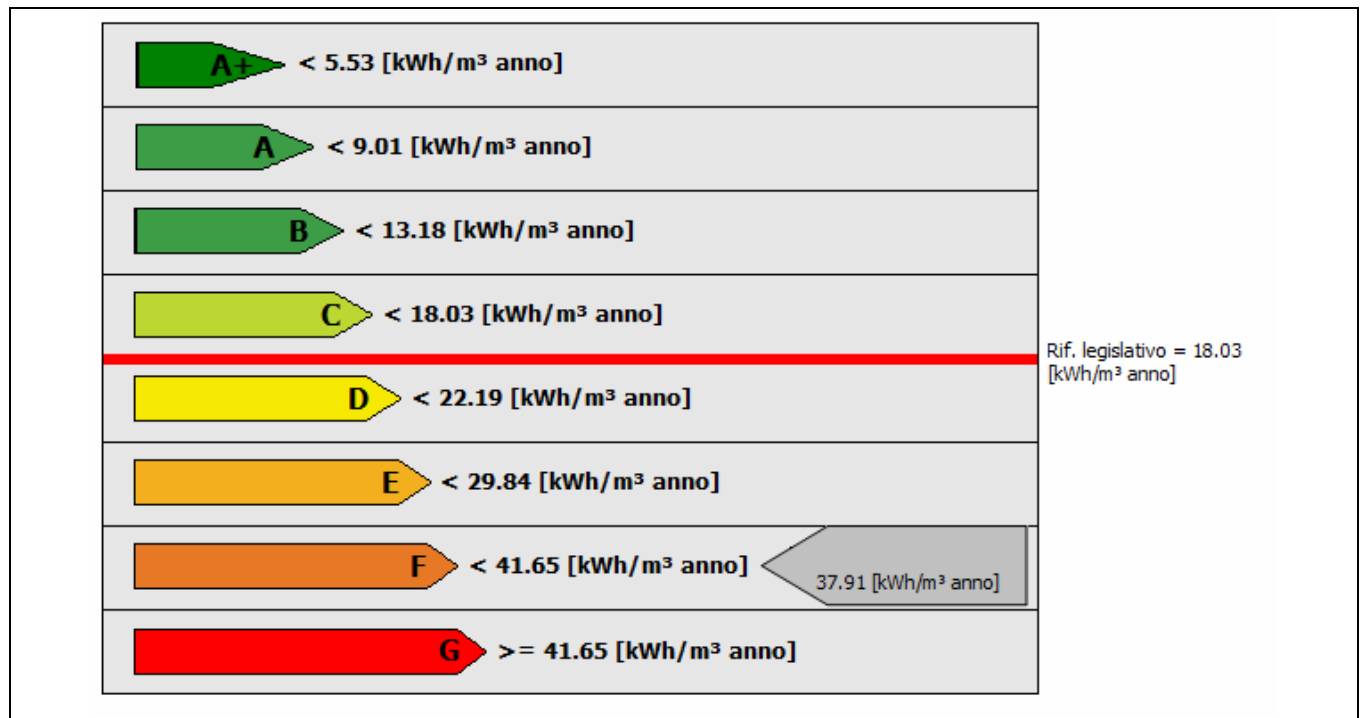 A+ < 5.53 [kWh/m³ anno]
A < 9.01 [kWh/m³ anno]
B < 13.18 [kWh/m³ anno]
C < 18.03 [kWh/m³ anno]
Rif. legislativo = 18.03
[kWh/m³ anno]
D < 22.19 [kWh/m³ anno]
E < 29.84 [kWh/m³ anno]
F < 41.65 [kWh/m³ anno]
37.91 [kWh/m³ anno]
G >= 41.65 [kWh/m³ anno]